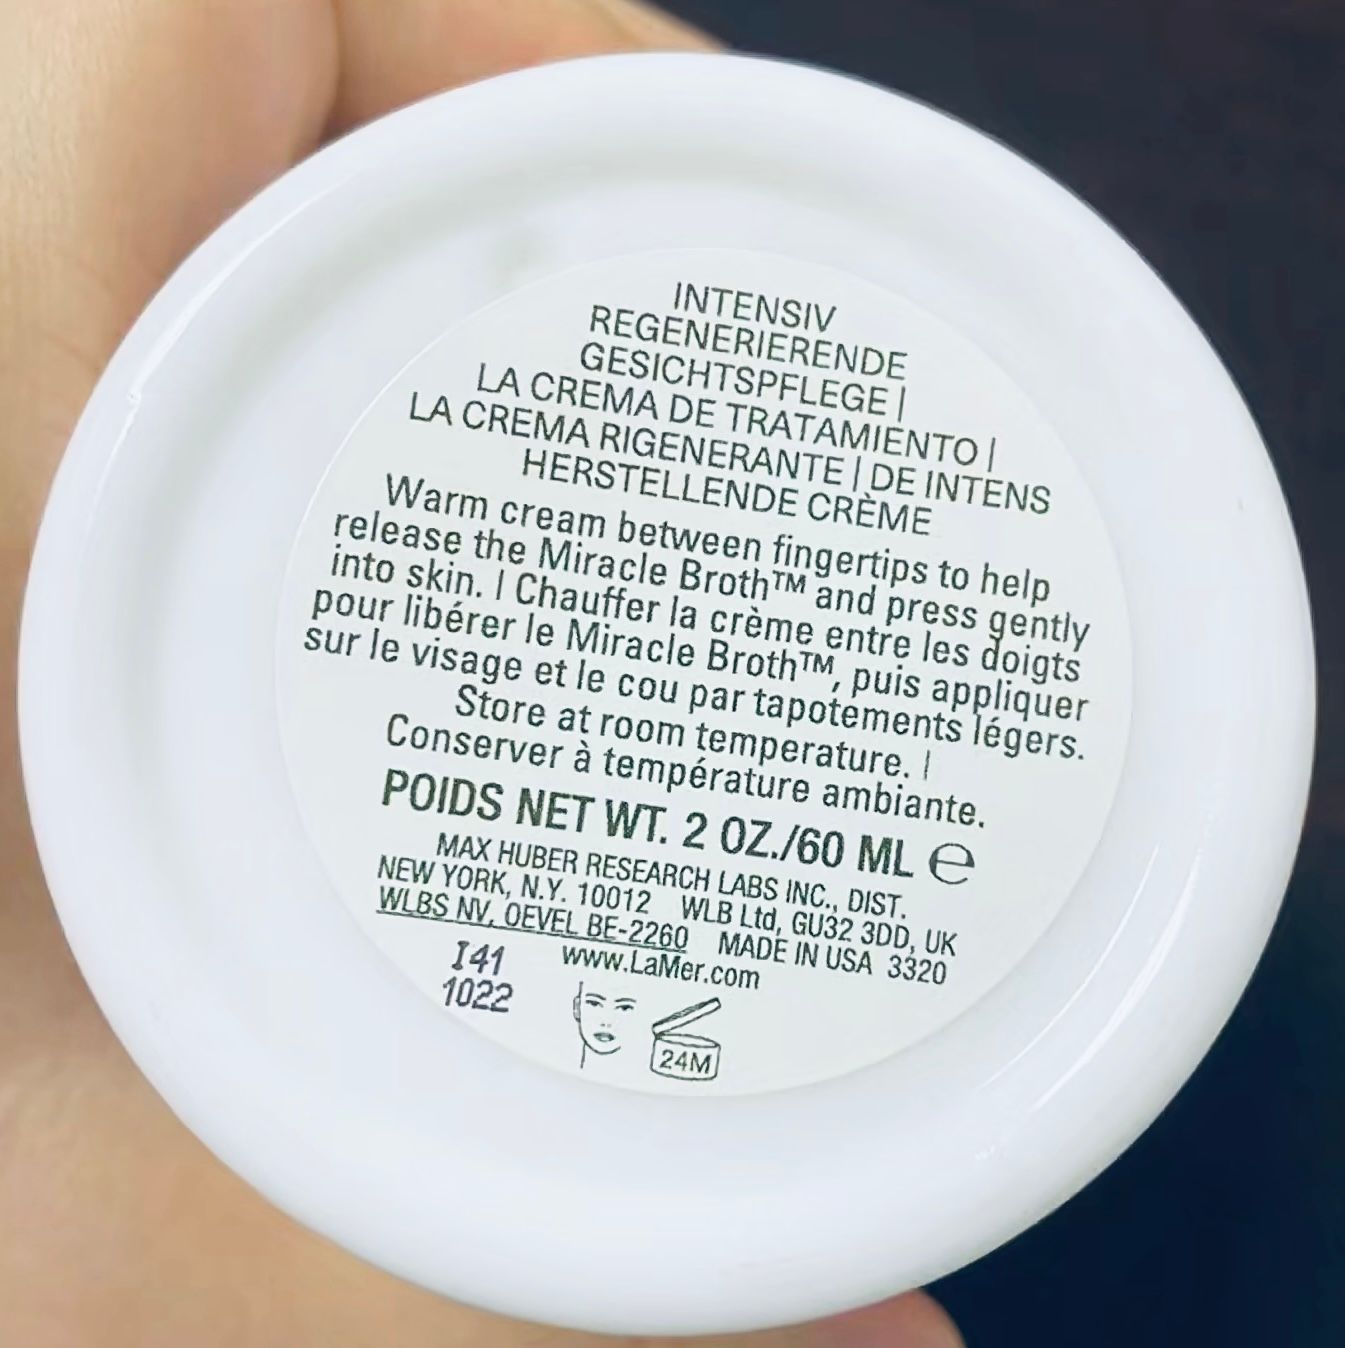 INTENSIV
REGENERIERENDE
GESICHTSPFLEGE |
LA CREMA DE TRATAMIENTO |
LA CREMA RIGENERANTE | DE INTENS
HERSTELLENDE CRÈME
Warm cream between fingertips to help
release the Miracle Broth™ and press gently
into skin. | Chauffer la crème entre les doigts
pour libérer le Miracle Broth™, puis appliquer
sur le visage et le cou par tapotements légers.
Store at room temperature. |
Conserver à température ambiante.
POIDS NET WT. 2 OZ./60 ML ℮
MAX HUBER RESEARCH LABS INC., DIST.
NEW YORK, N.Y. 10012 WLB Ltd, GU32 3DD, UK
WLBS NV, OEVEL BE-2260 MADE IN USA 3320
www.LaMer.com
I41
1022
24M